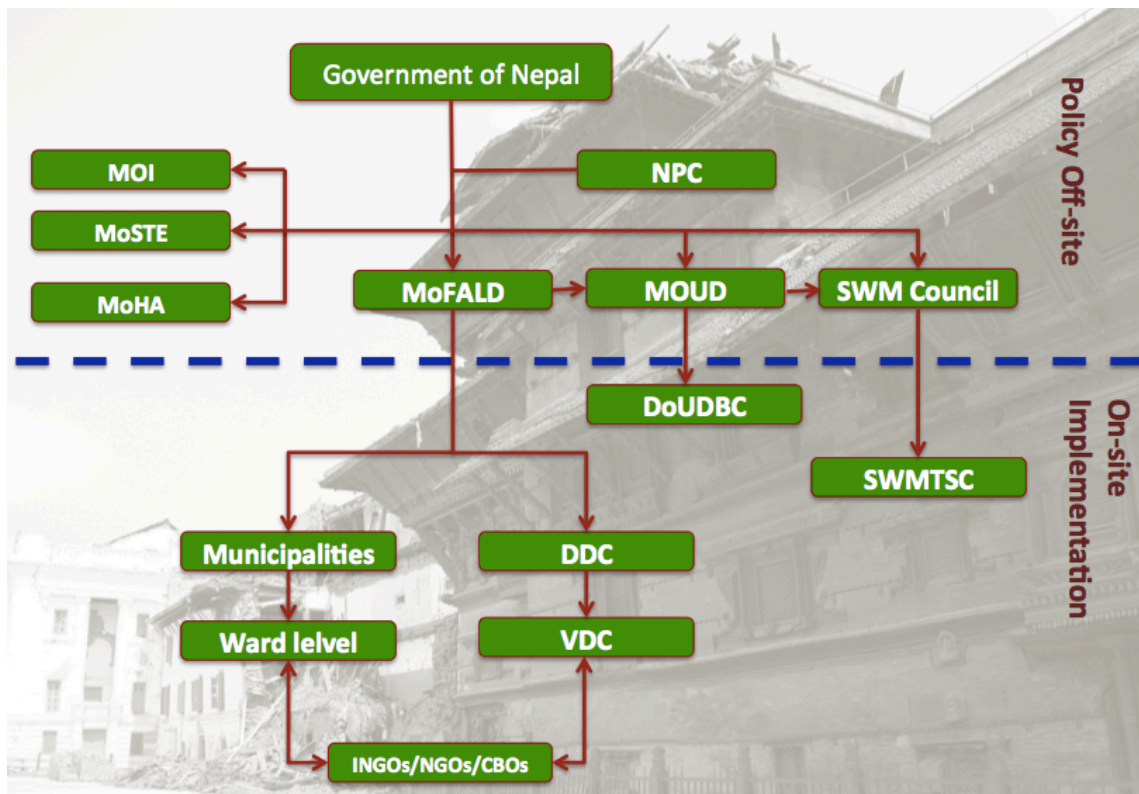 Government of Nepal
MOI
NPC
MoSTE
MoHA
MoFALD
MOUD
SWM Council
Policy Off-site
DoUDBC
SWMTSC
On-site
Implementation
Municipalities
DDC
Ward lelvel
VDC
INGOs/NGOs/CBOs